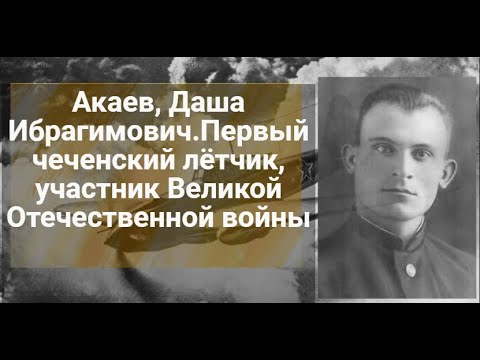 Акаев, Даша
Ибрагимович.Первый
чеченский лётчик,
участник Великой
Отечественной войны